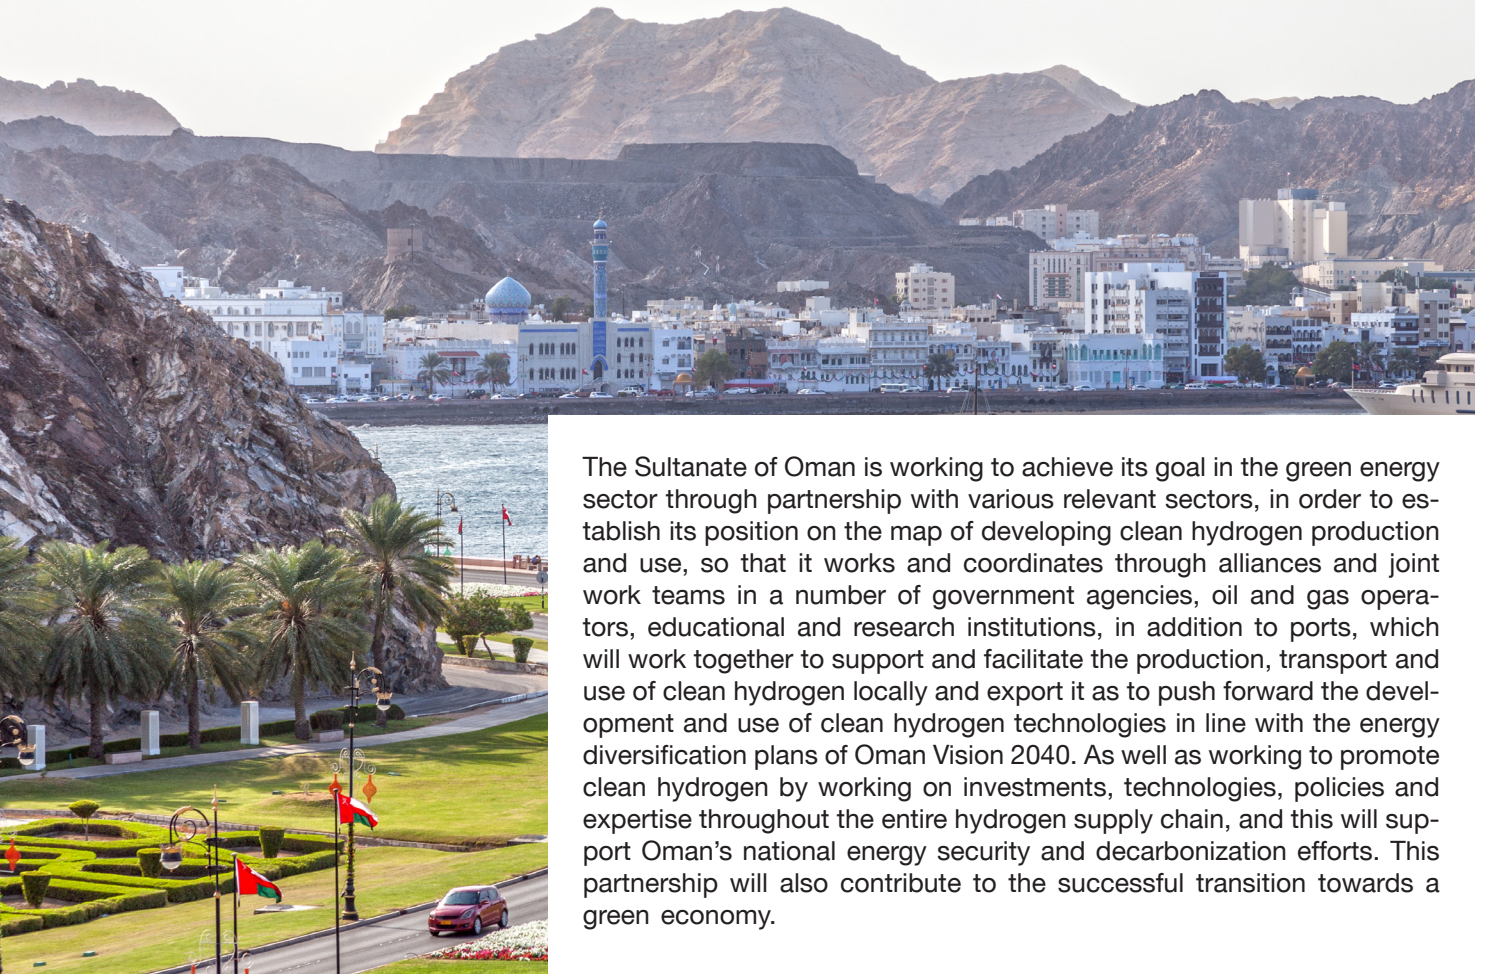 The Sultanate of Oman is working to achieve its goal in the green energy
sector through partnership with various relevant sectors, in order to es-
tablish its position on the map of developing clean hydrogen production
and use, so that it works and coordinates through alliances and joint
work teams in a number of government agencies, oil and gas opera-
tors, educational and research institutions, in addition to ports, which
will work together to support and facilitate the production, transport and
use of clean hydrogen locally and export it as to push forward the devel-
opment and use of clean hydrogen technologies in line with the energy
diversification plans of Oman Vision 2040. As well as working to promote
clean hydrogen by working on investments, technologies, policies and
expertise throughout the entire hydrogen supply chain, and this will sup-
port Oman’s national energy security and decarbonization efforts. This
partnership will also contribute to the successful transition towards a
green economy.